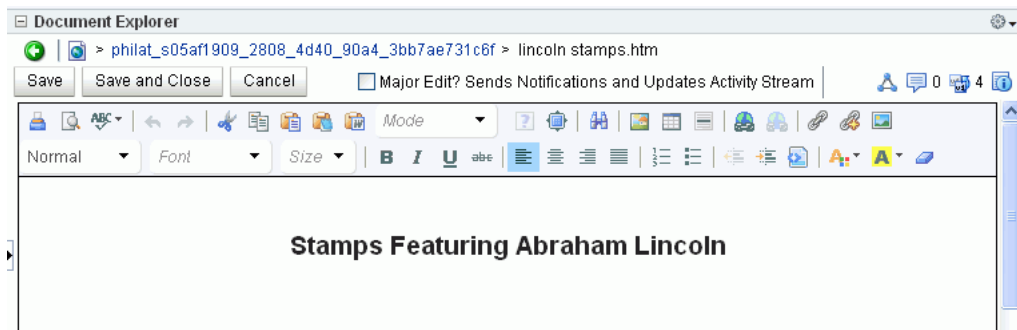 Document Explorer
> philat_s05af1909_2808_4d40_90a4_3bb7ae731c6f > lincoln stamps.htm
Save Save and Close Cancel Major Edit? Sends Notifications and Updates Activity Stream 0 4
ABC Mode ?
Normal Font Size B I U abc A A
Stamps Featuring Abraham Lincoln